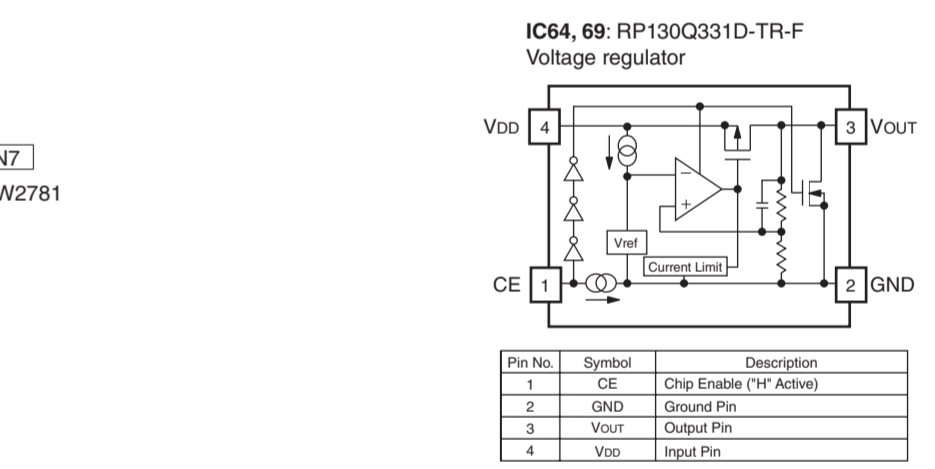 N7
W2781
IC64, 69: RP130Q331D-TR-F
Voltage regulator
VDD 4
3 VOUT
Vref
Current Limit
CE 1
2 GND
Pin No. Symbol Description
1 CE Chip Enable ("H" Active)
2 GND Ground Pin
3 VOUT Output Pin
4 VDD Input Pin